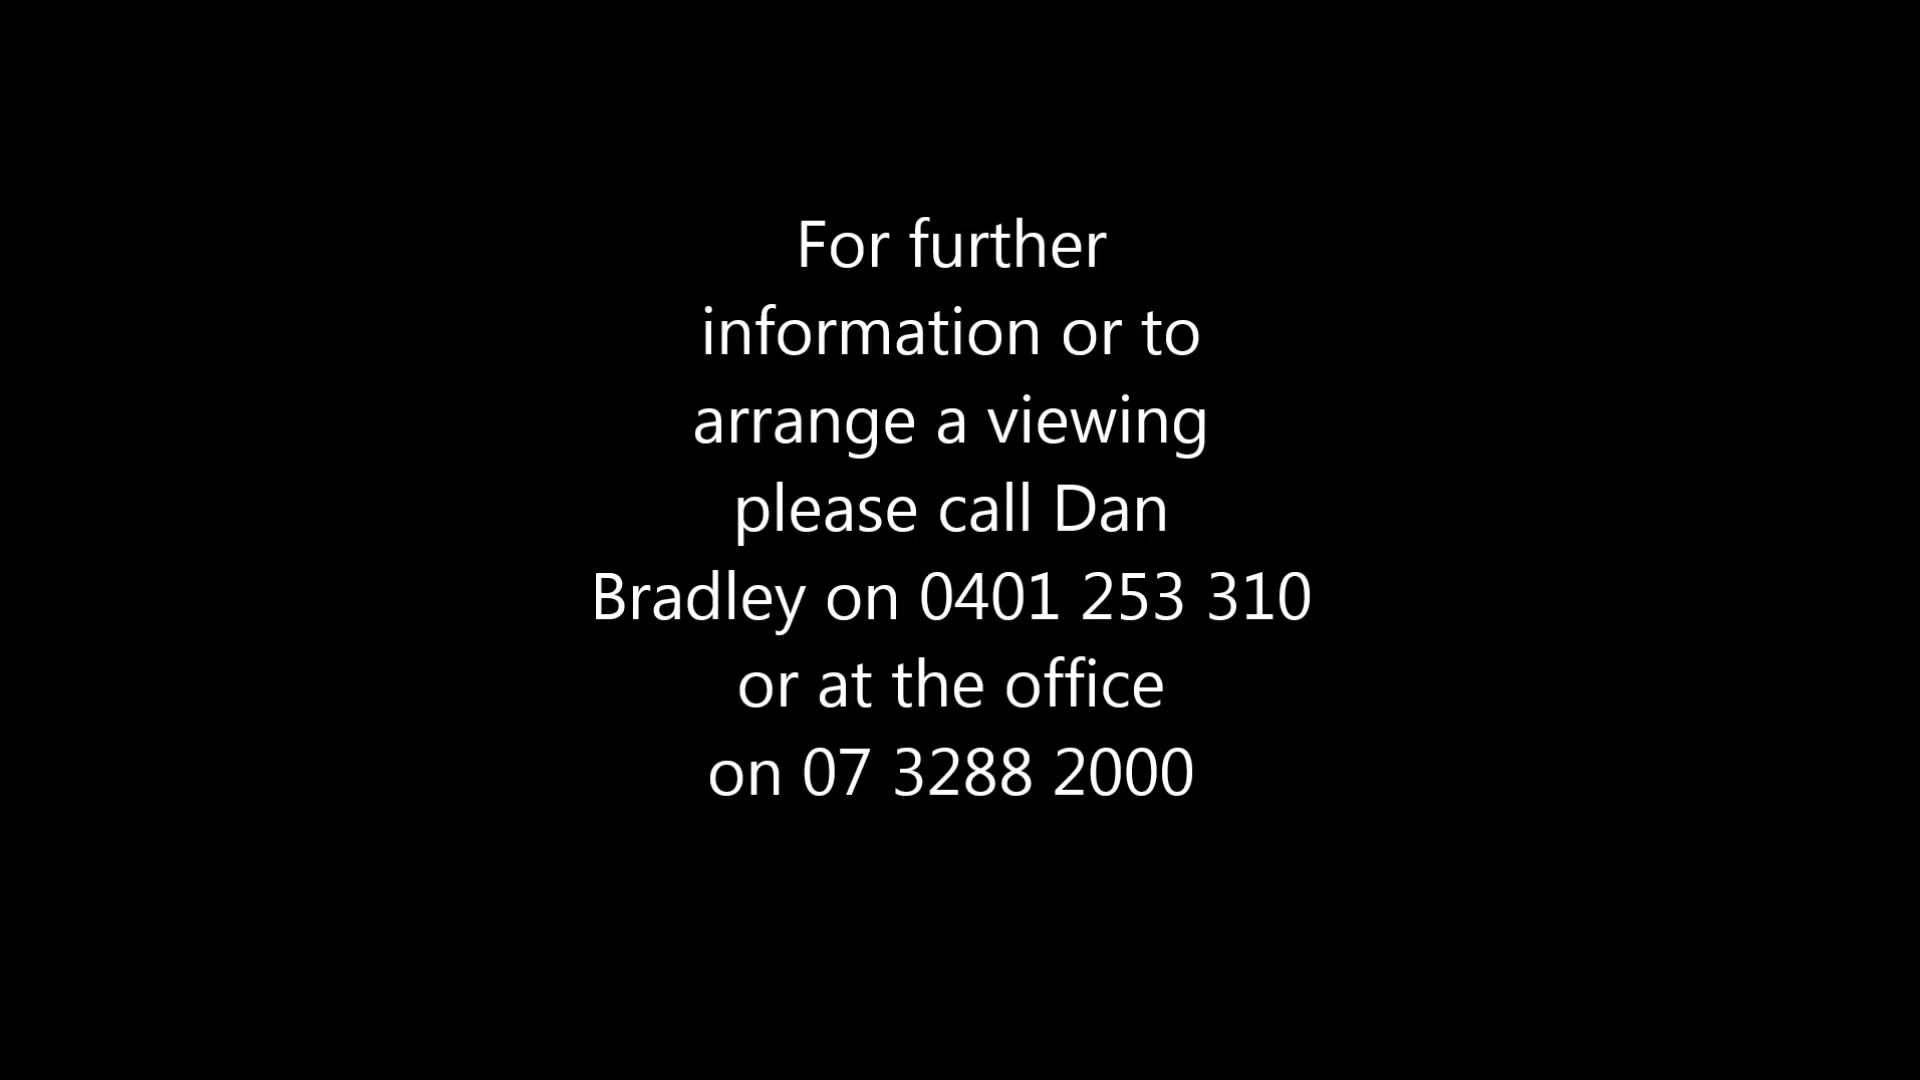 For further
information or to
arrange a viewing
please call Dan
Bradley on 0401 253 310
or at the office
on 07 3288 2000